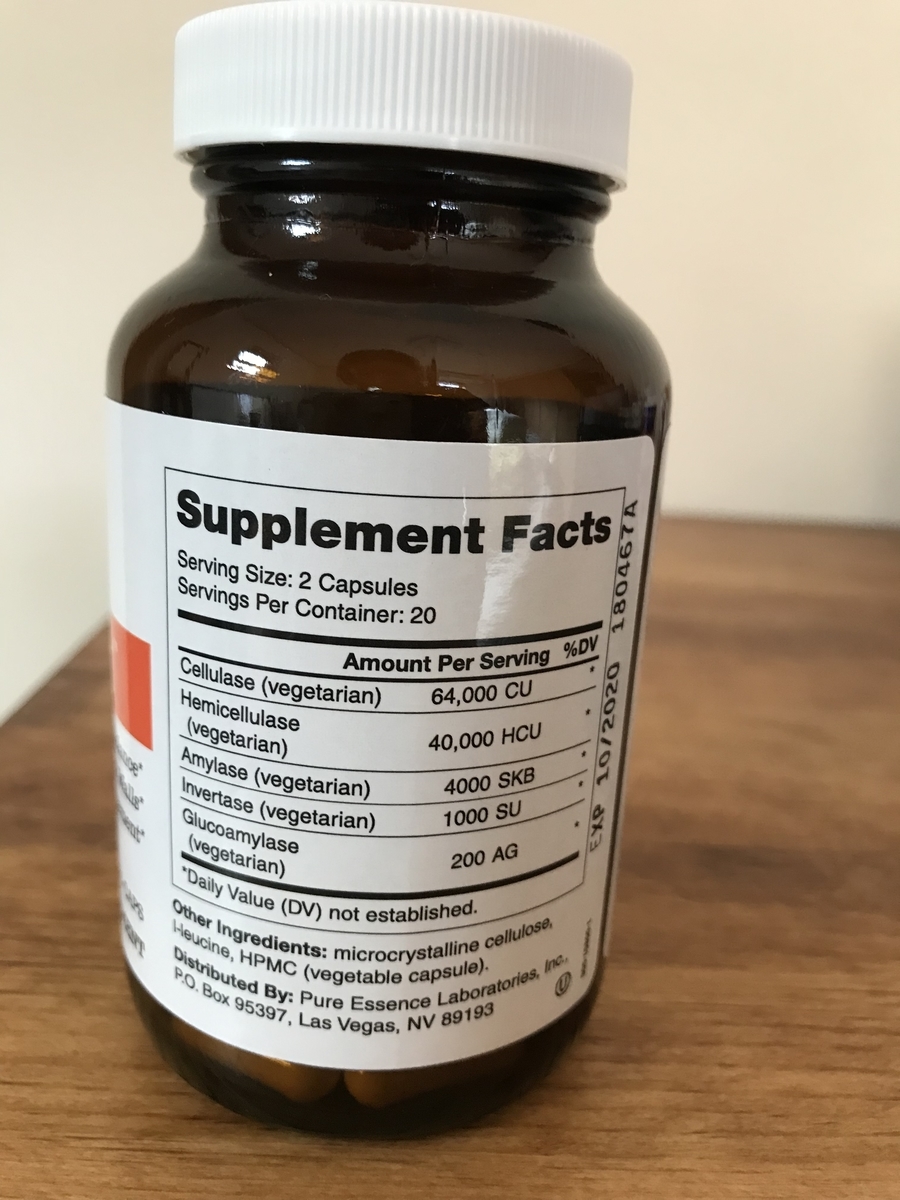 Supplement Facts
Serving Size: 2 Capsules
Servings Per Container: 20
Amount Per Serving %DV
Cellulase (vegetarian) 64,000 CU *
Hemicellulase
(vegetarian) 40,000 HCU *
Amylase (vegetarian) 4000 SKB *
Invertase (vegetarian) 1000 SU *
Glucoamylase
(vegetarian) 200 AG *
*Daily Value (DV) not established.
Other Ingredients: microcrystalline cellulose,
l-leucine, HPMC (vegetable capsule).
Distributed By: Pure Essence Laboratories, Inc.,
P.O. Box 95397, Las Vegas, NV 89193
EXP 10/2020 180467A